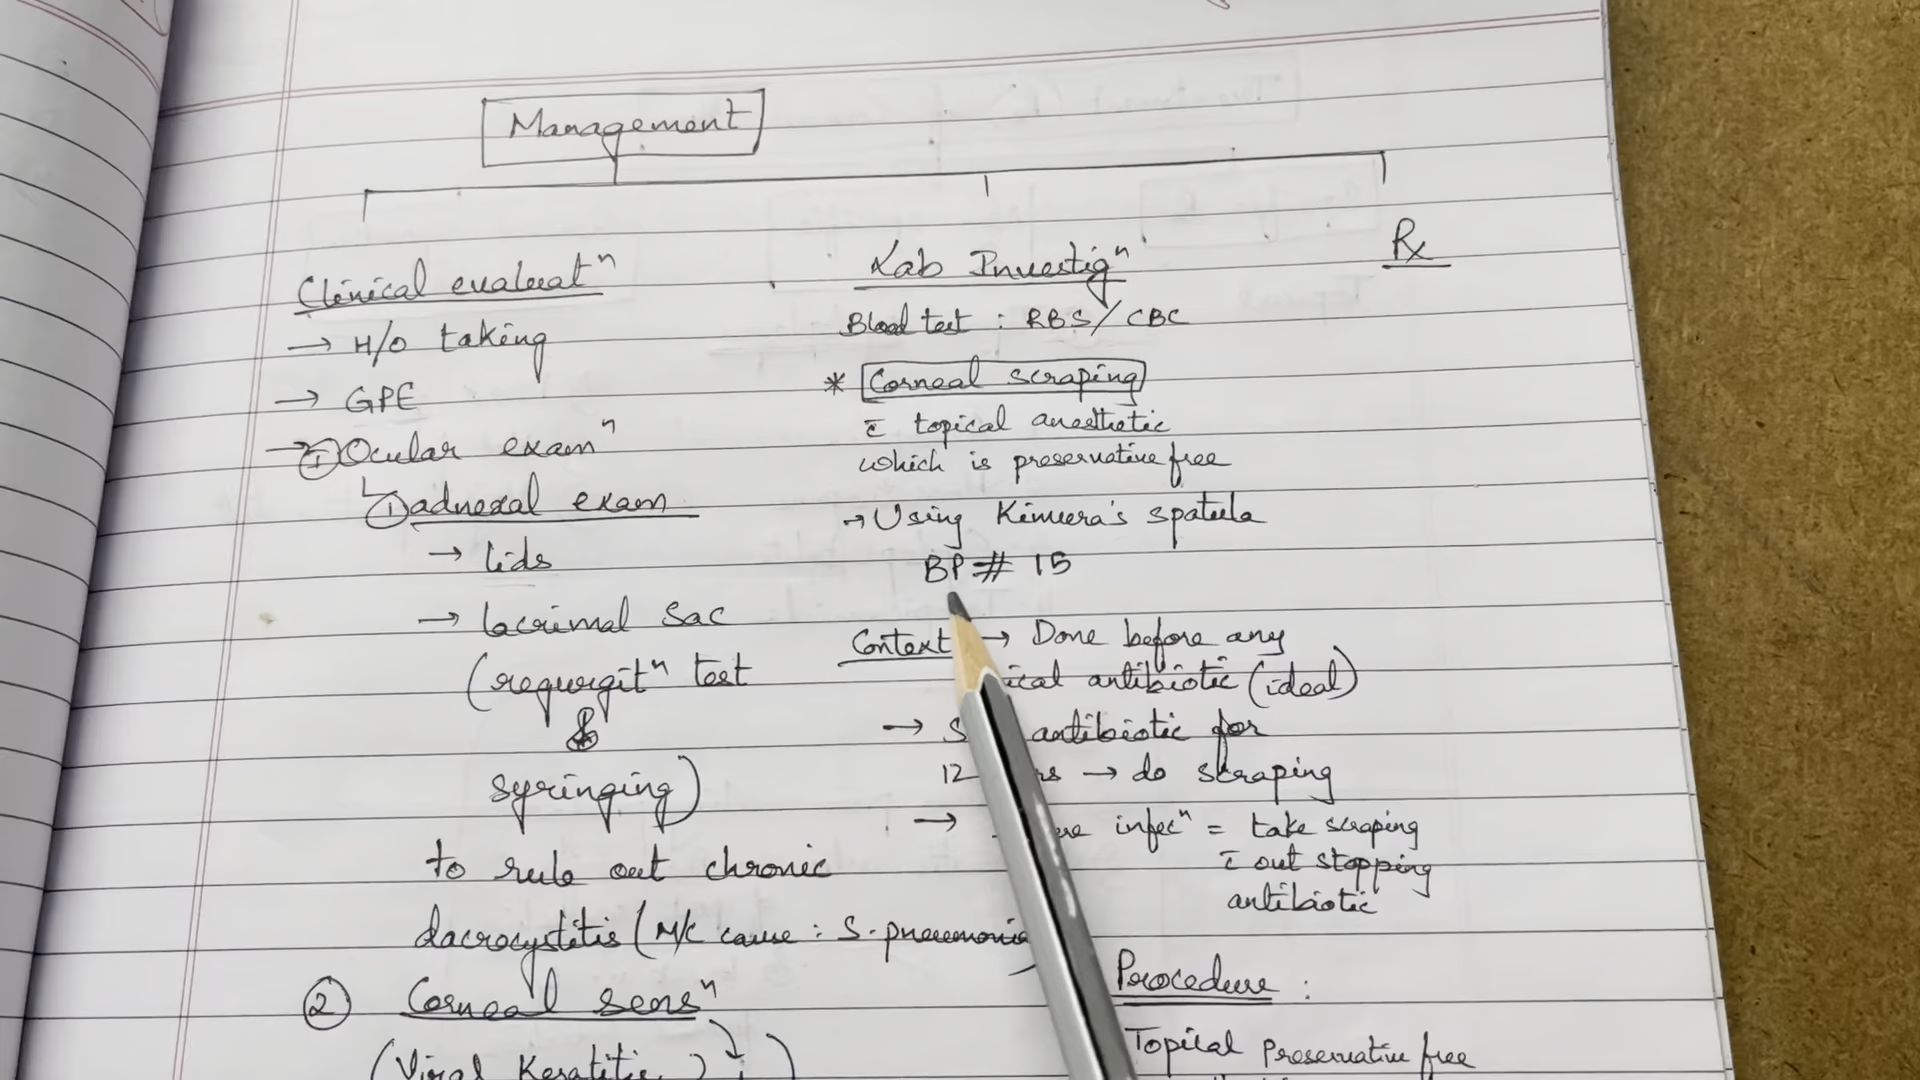 Management
Clinical evaluatⁿ
→ H/O taking
→ GPE
→ ① Ocular examⁿ
① adnexal exam
→ lids
→ lacrimal sac
(regurgitⁿ test
&
syringing)
to rule out chronic
dacrocystitis (M/C cause : S. pneumonia
② Corneal sensⁿ
(Viral Keratitis )
Lab Investigⁿ
Blood test : RBS/CBC
* Corneal scraping
c̄ topical anesthetic
which is preservative free
→ Using Kimura's spatula
BP # 15
Context → Done before any
ical antibiotic (ideal)
→ antibiotic for
12 → do scraping
→ infecⁿ = take scraping
c̄ out stopping
antibiotic
Procedure :
Topical Preservative free
Rx